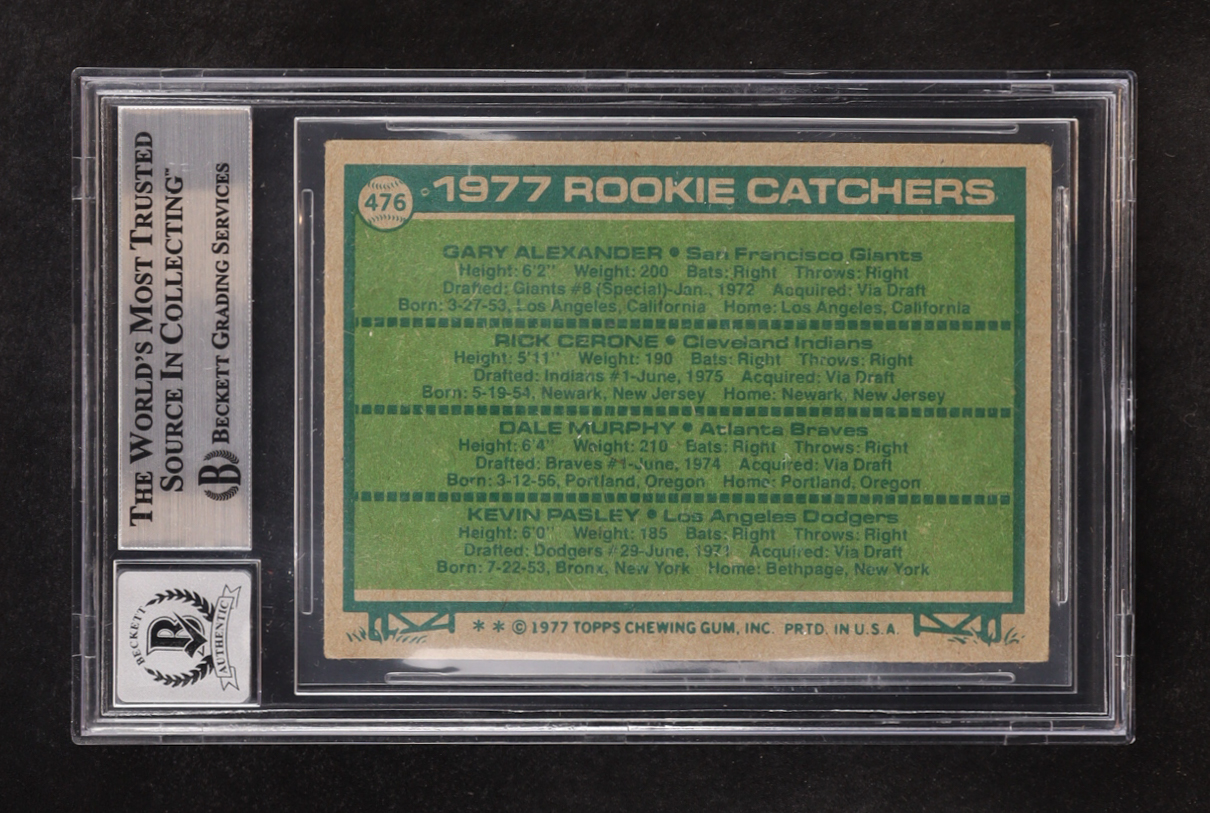 THE WORLD'S MOST TRUSTED
SOURCE IN COLLECTING™
B BECKETT GRADING SERVICES
BECKETT
B
AUTHENTIC
476
1977 ROOKIE CATCHERS
GARY ALEXANDER • San Francisco Giants
Height: 6'2" Weight: 200 Bats: Right Throws: Right
Drafted: Giants #8 (Special)-Jan., 1972 Acquired: Via Draft
Born: 3-27-53, Los Angeles, California Home: Los Angeles, California
RICK CERONE • Cleveland Indians
Height: 5'11" Weight: 190 Bats: Right Throws: Right
Drafted: Indians #1-June, 1975 Acquired: Via Draft
Born: 5-19-54, Newark, New Jersey Home: Newark, New Jersey
DALE MURPHY • Atlanta Braves
Height: 6'4" Weight: 210 Bats: Right Throws: Right
Drafted: Braves #1-June, 1974 Acquired: Via Draft
Born: 3-12-56, Portland, Oregon Home: Portland, Oregon
KEVIN PASLEY • Los Angeles Dodgers
Height: 6'0" Weight: 185 Bats: Right Throws: Right
Drafted: Dodgers #29-June, 1971 Acquired: Via Draft
Born: 7-22-53, Bronx, New York Home: Bethpage, New York
* * © 1977 TOPPS CHEWING GUM, INC. PRTD. IN U.S.A.